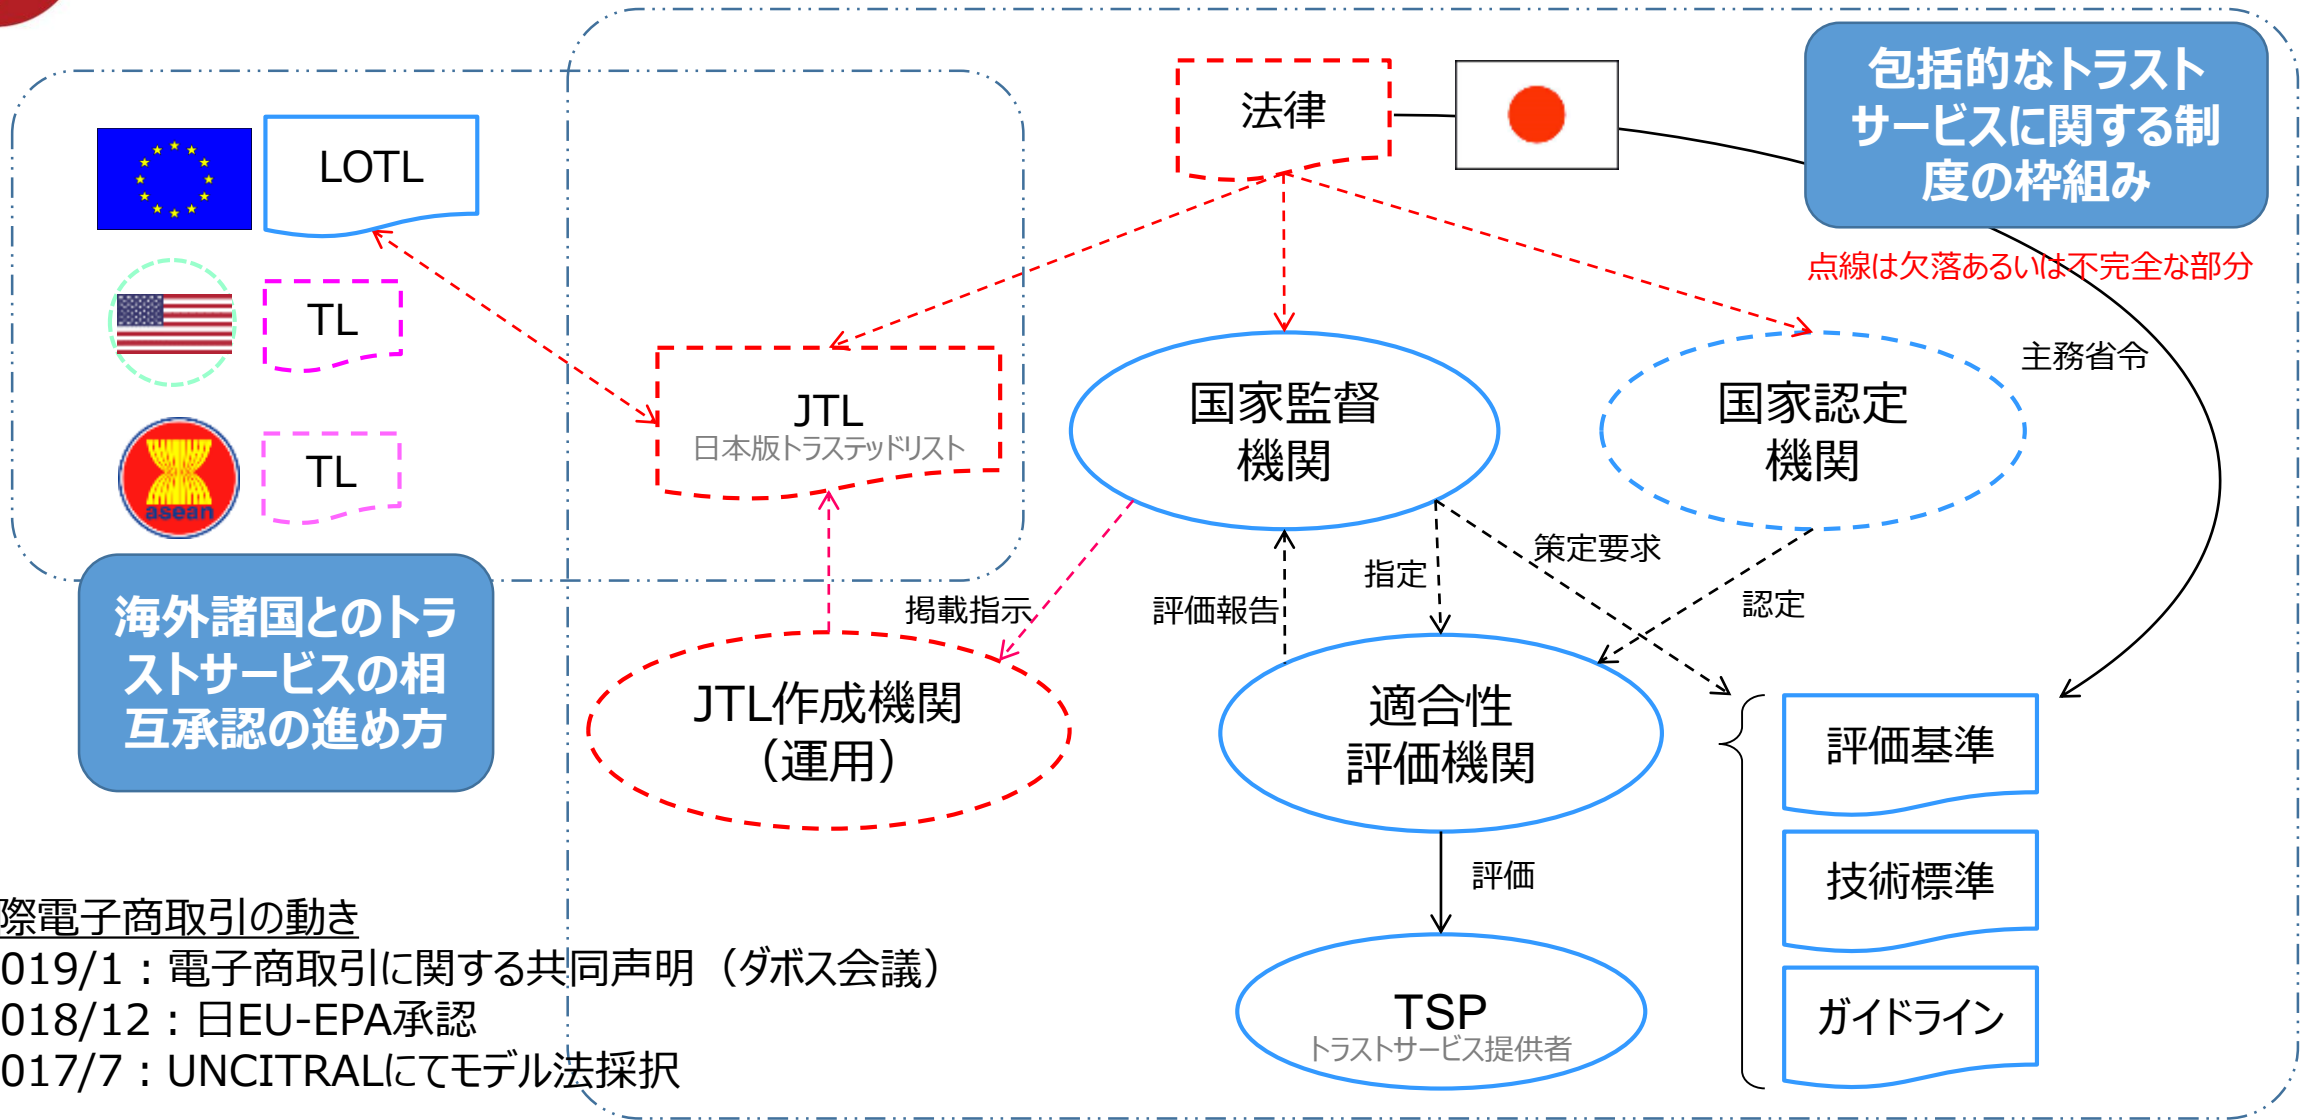 包括的なトラスト
サービスに関する制
度の枠組み
法律
LOTL
点線は欠落あるいは不完全な部分
TL
主務省令
JTL
日本版トラステッドリスト
国家監督
機関
国家認定
機関
TL
asean
策定要求
指定
掲載指示
評価報告
認定
海外諸国とのトラ
ストサービスの相
互承認の進め方
JTL作成機関
（運用）
適合性
評価機関
評価基準
評価
技術標準
際電子商取引の動き
019/1：電子商取引に関する共同声明（ダボス会議）
018/12：日EU-EPA承認
017/7：UNCITRALにてモデル法採択
TSP
トラストサービス提供者
ガイドライン